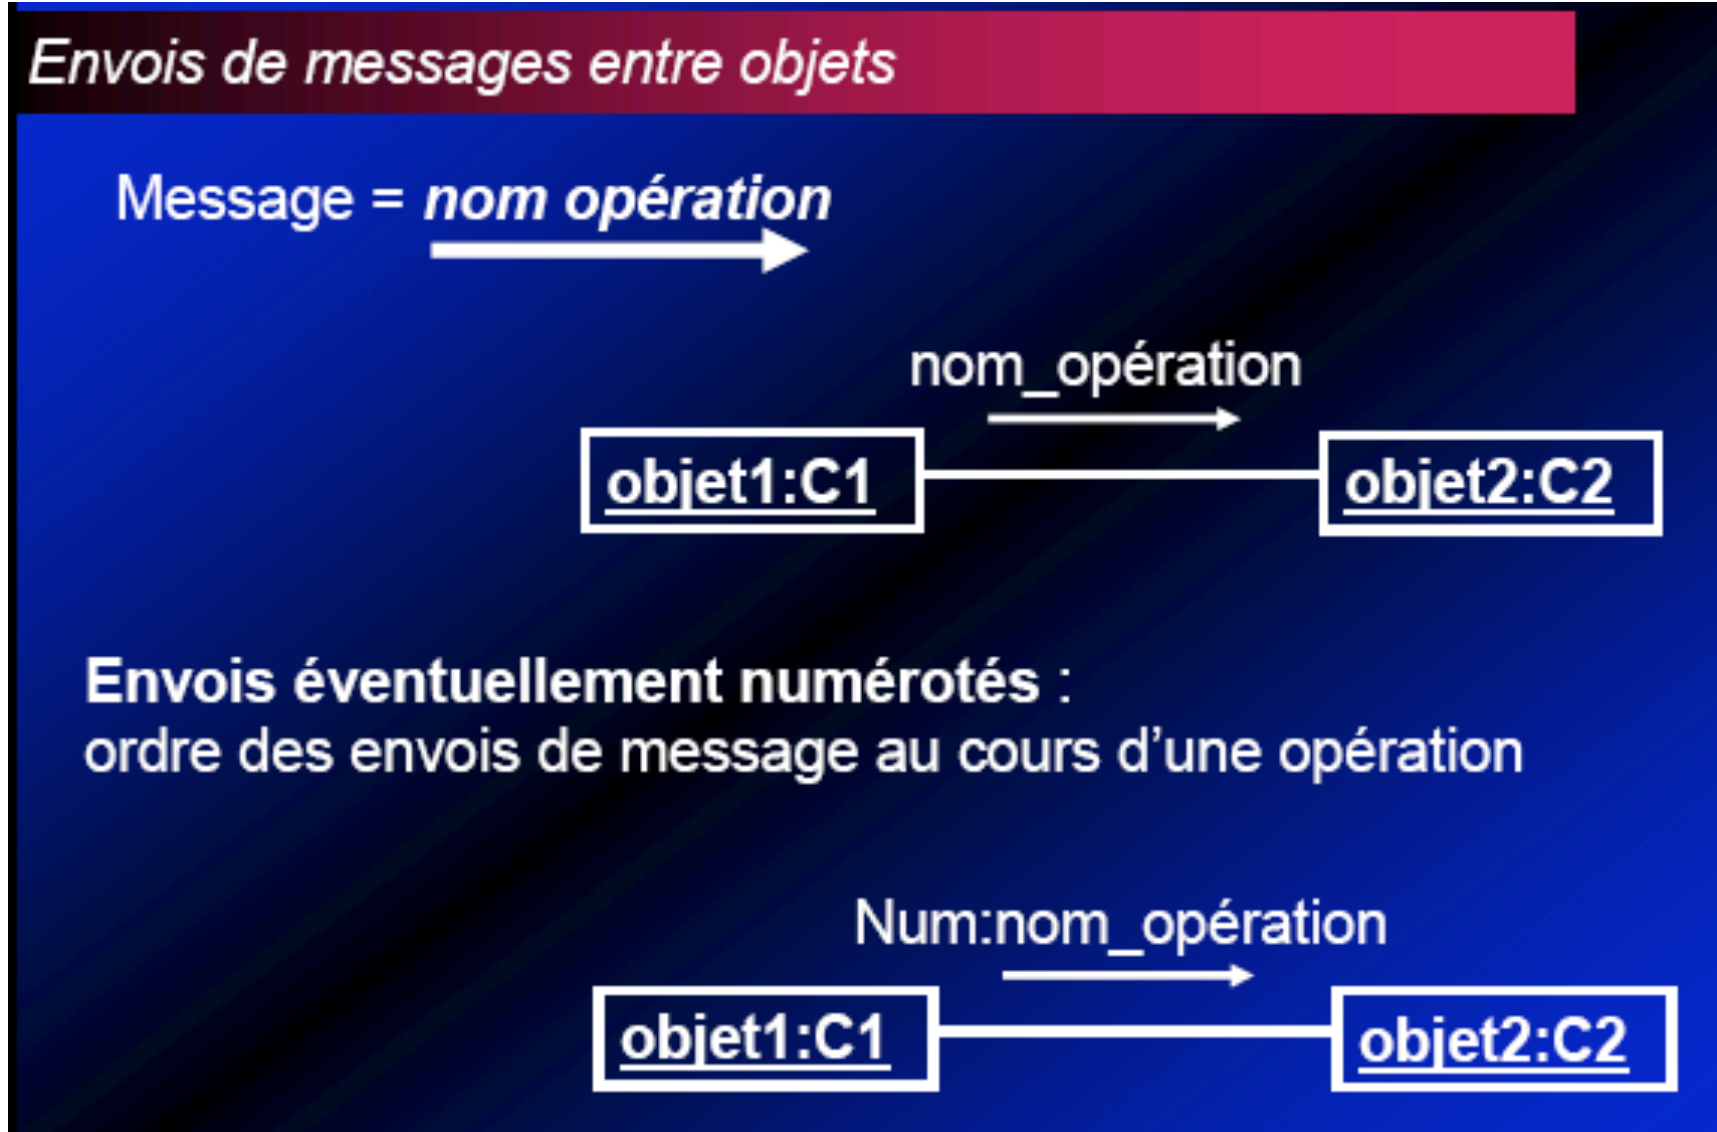 Envois de messages entre objets
Message = nom opération
nom_opération
objet1:C1
objet2:C2
Envois éventuellement numérotés :
ordre des envois de message au cours d’une opération
Num:nom_opération
objet1:C1
objet2:C2